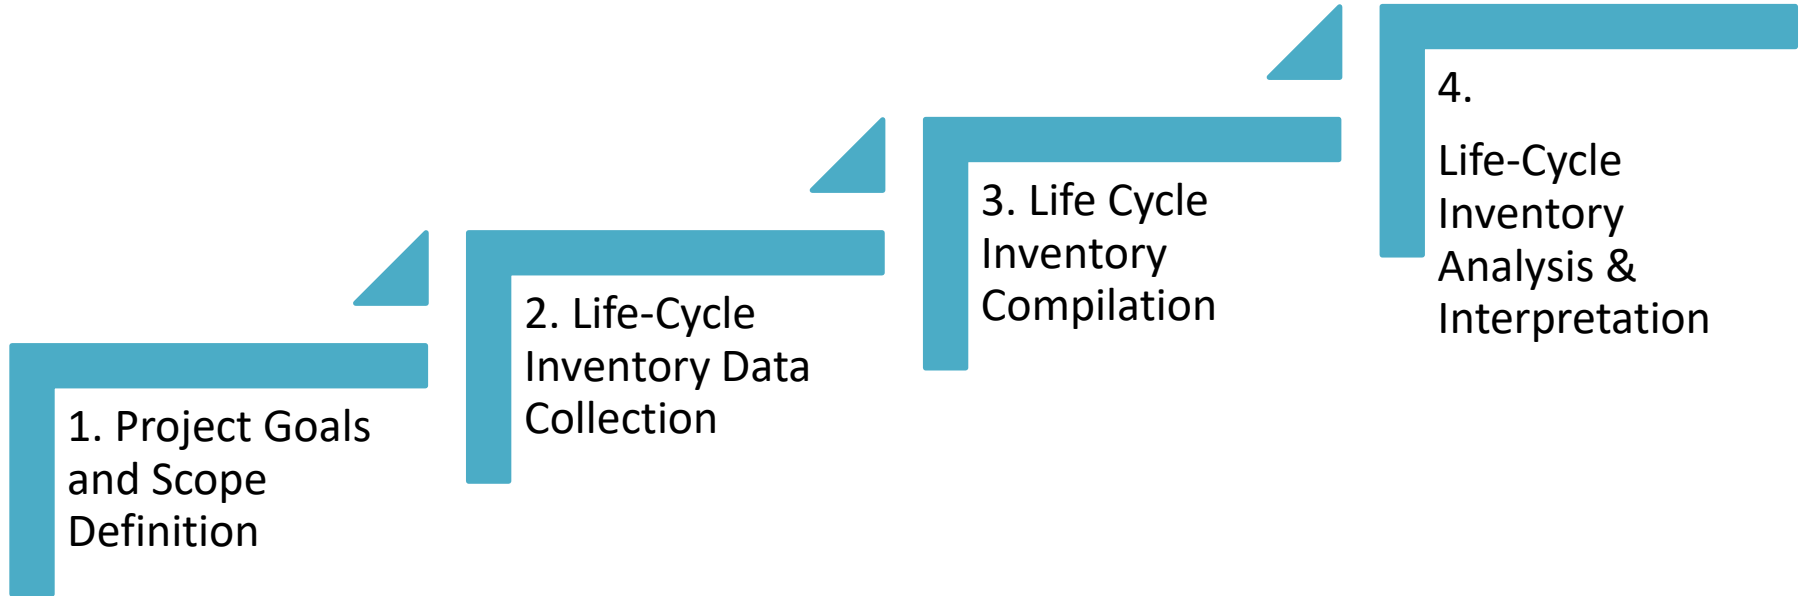 1. Project Goals
and Scope
Definition
2. Life-Cycle
Inventory Data
Collection
3. Life Cycle
Inventory
Compilation
4.
Life-Cycle
Inventory
Analysis &
Interpretation